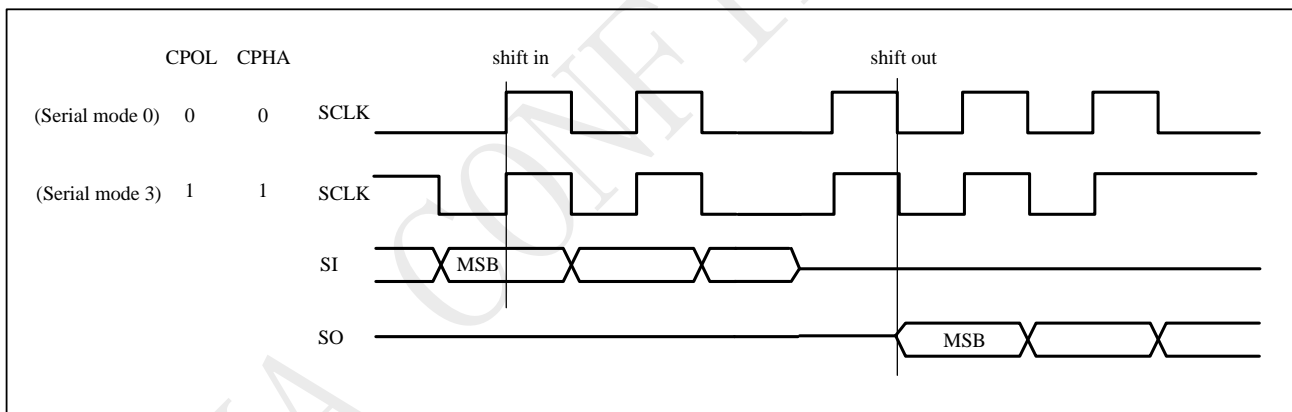 CPOL CPHA shift in shift out
(Serial mode 0) 0 0 SCLK
(Serial mode 3) 1 1 SCLK
SI MSB
SO MSB